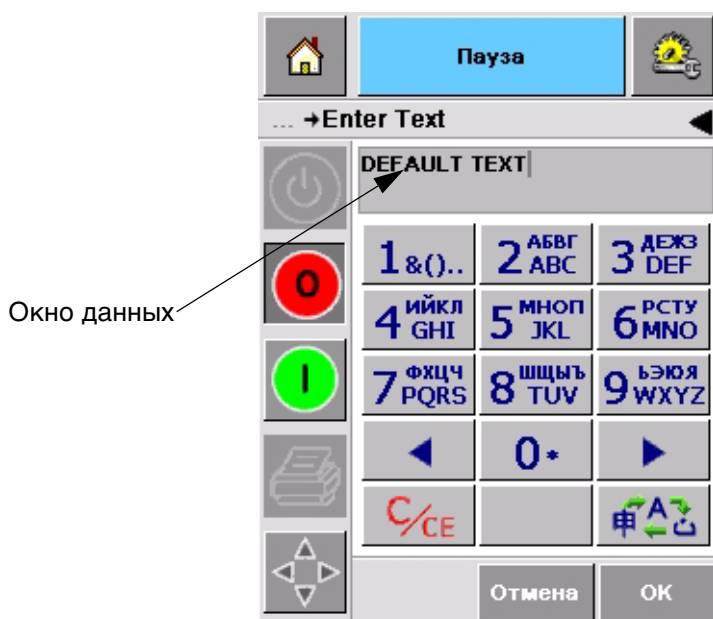 Пауза
... →Enter Text
DEFAULT TEXT
Окно данных
O
I
1 &()..
2 АБВГ ABC
3 ДЕЖЗ DEF
4 ИЙКЛ GHI
5 МНОП JKL
6 РСТУ MNO
7 ФХЦЧ PQRS
8 ШЩЫЪ TUV
9 ЬЭЮЯ WXYZ
0 *
C/CE
申 A ت
Отмена
OK